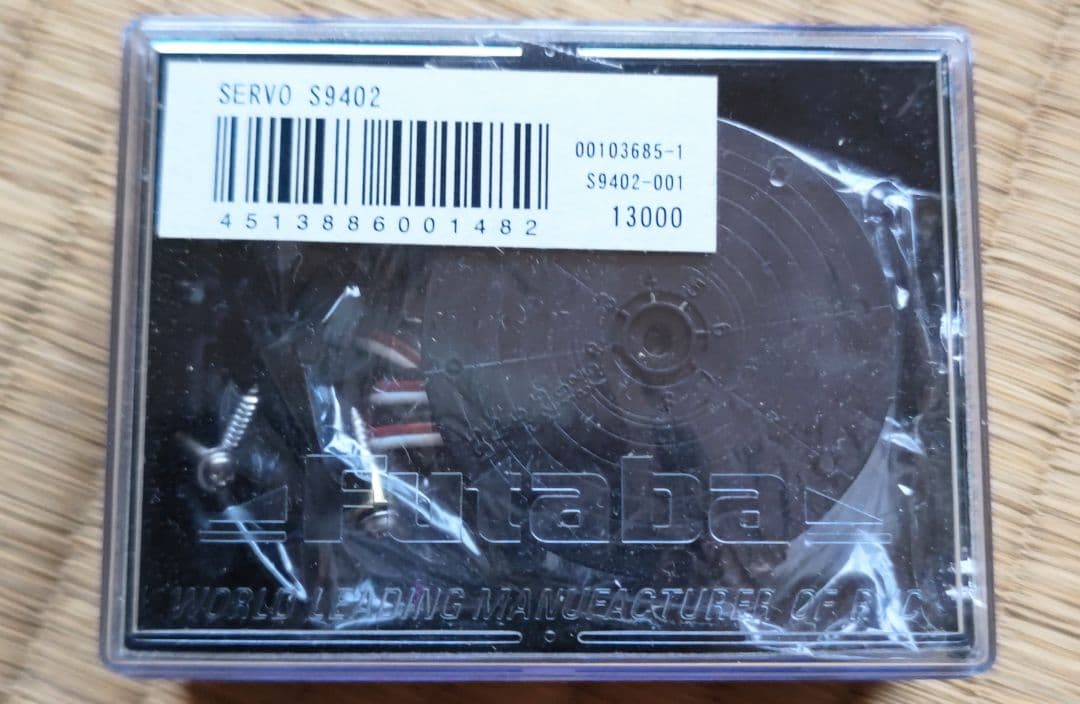 SERVO S9402
00103685-1
S9402-001
4513886001482
13000
Futaba
WORLD LEADING MANUFACTURER OF R/C